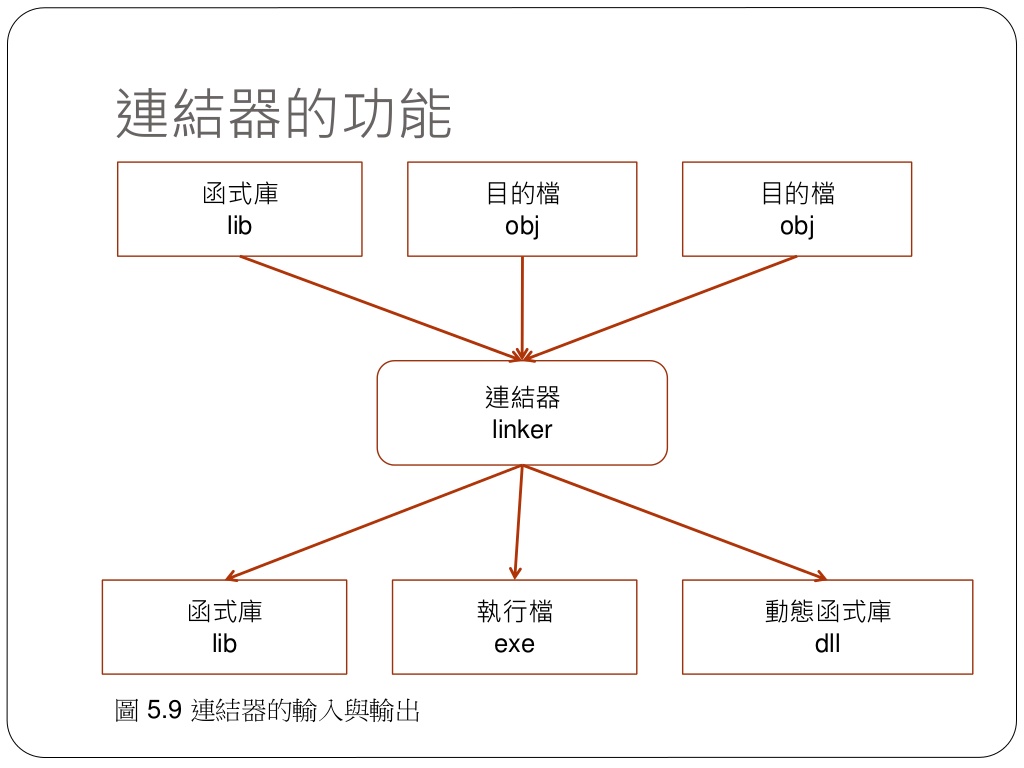 連結器的功能
函式庫
lib
目的檔
obj
目的檔
obj
連結器
linker
函式庫
lib
執行檔
exe
動態函式庫
dll
圖 5.9 連結器的輸入與輸出